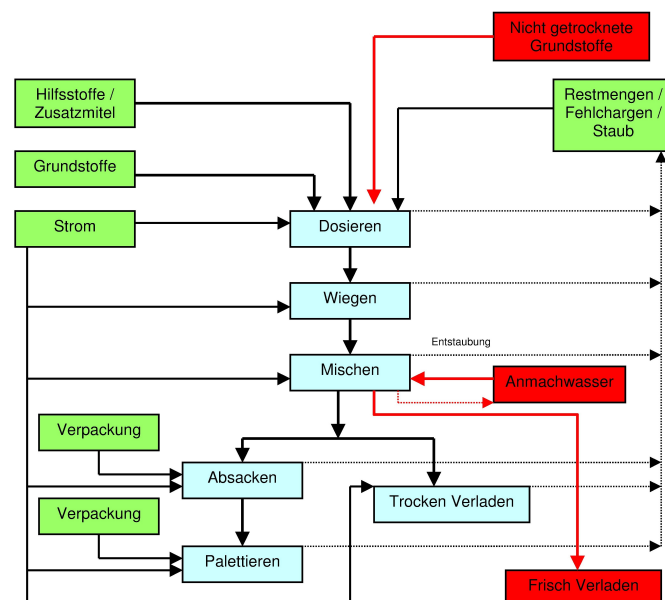 Nicht getrocknete
Grundstoffe
Hilfsstoffe /
Zusatzmitel
Restmengen /
Fehlchargen /
Staub
Grundstoffe
Strom
Dosieren
Wiegen
Entstaubung
Mischen
Anmachwasser
Verpackung
Absacken
Trocken Verladen
Verpackung
Palettieren
Frisch Verladen